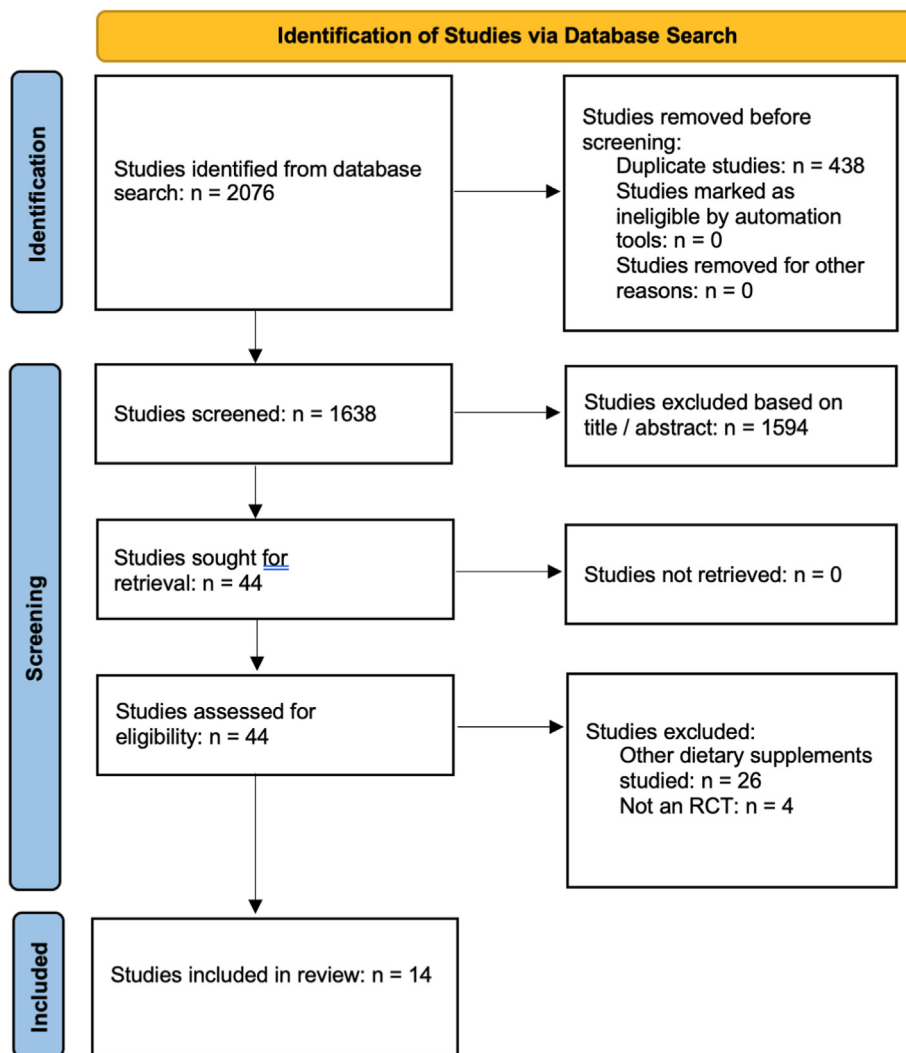 Identification of Studies via Database Search
Identification
Studies identified from database
search: n = 2076
Studies removed before
screening:
Duplicate studies: n = 438
Studies marked as
ineligible by automation
tools: n = 0
Studies removed for other
reasons: n = 0
Screening
Studies screened: n = 1638
Studies excluded based on
title / abstract: n = 1594
Studies sought for
retrieval: n = 44
Studies not retrieved: n = 0
Studies assessed for
eligibility: n = 44
Studies excluded:
Other dietary supplements
studied: n = 26
Not an RCT: n = 4
Included
Studies included in review: n = 14